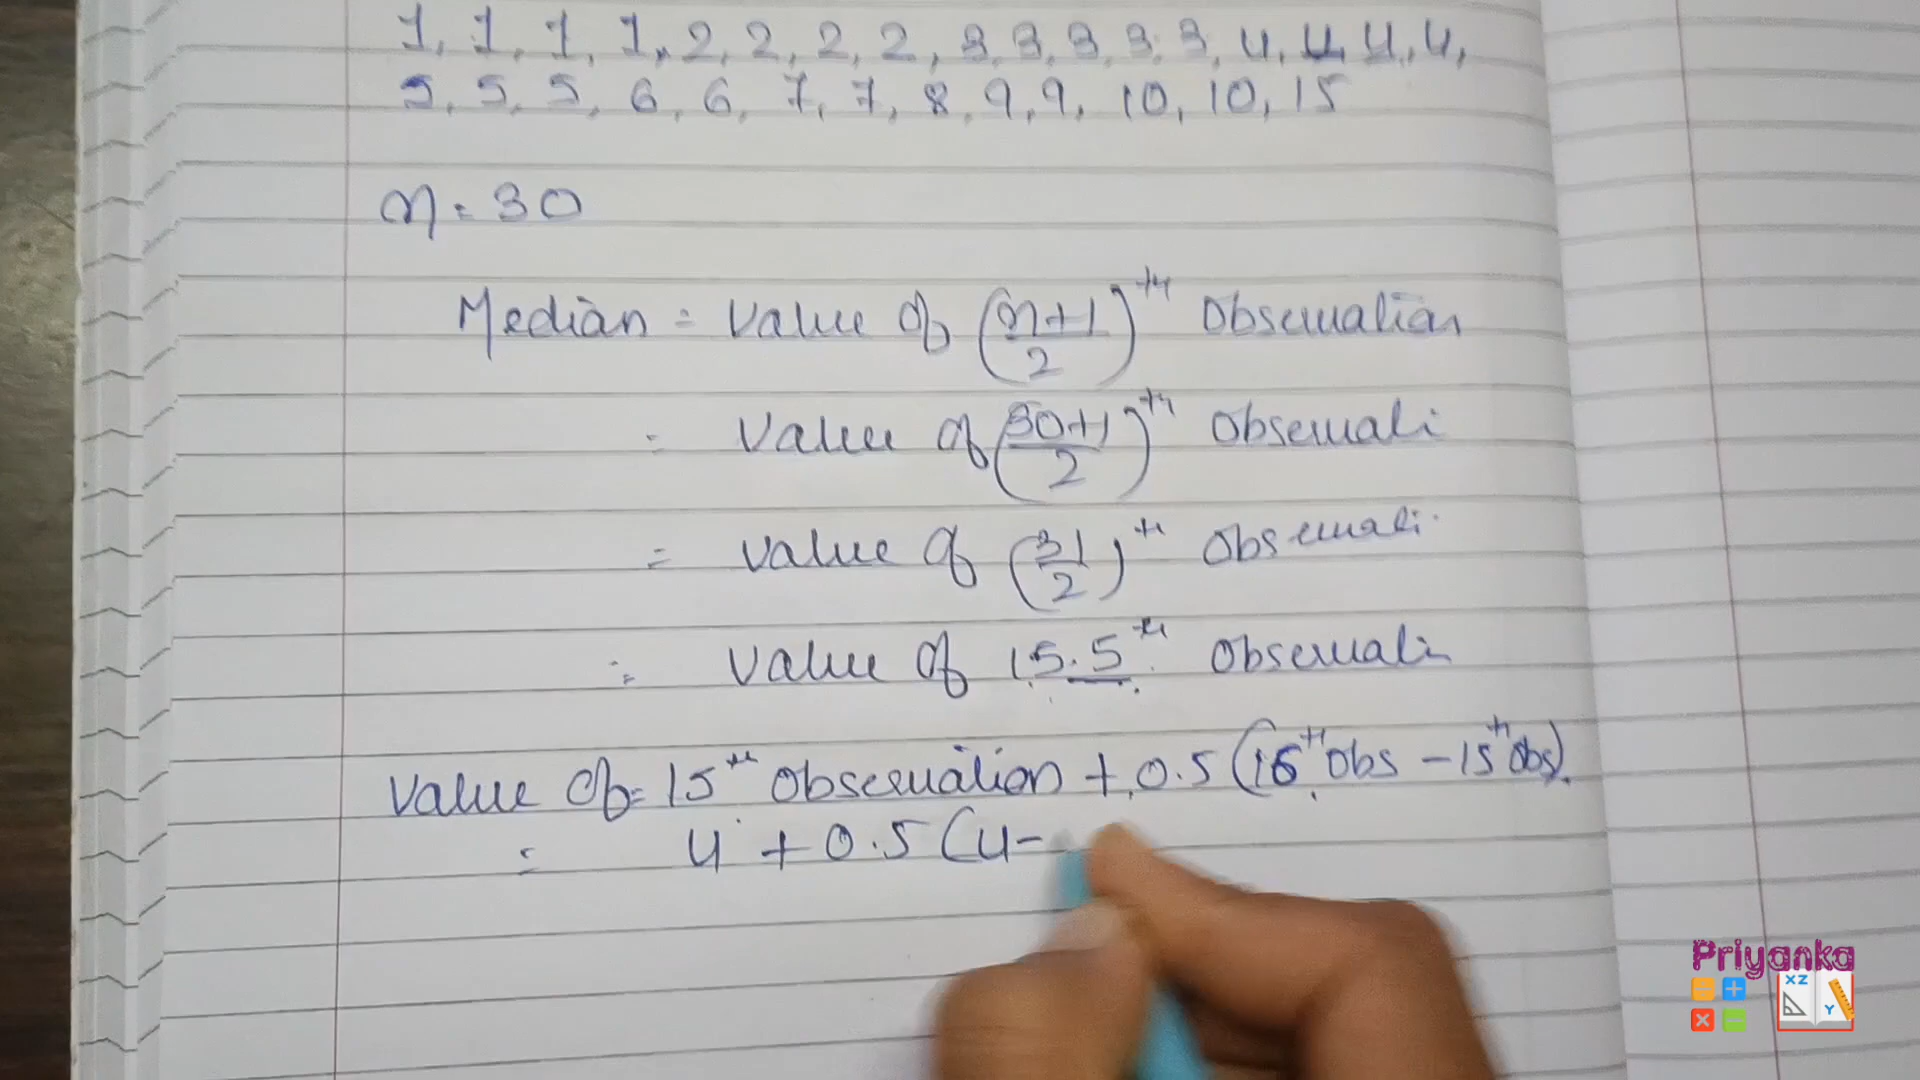 1, 1, 1, 1, 2, 2, 2, 2, 3, 3, 3, 3, 3, 4, 4, 4, 4,
5, 5, 5, 6, 6, 7, 7, 8, 9, 9, 10, 10, 15
n = 30
Median = Value of (n+1/2)th Observation
= Value of (30+1/2)th Observati
= Value of (31/2)th Observati
= Value of 15.5th Observati
Value of = 15th Observation + 0.5 (16th Obs - 15th Obs).
= 4 + 0.5 (4 -
Priyanka
XZ
Y